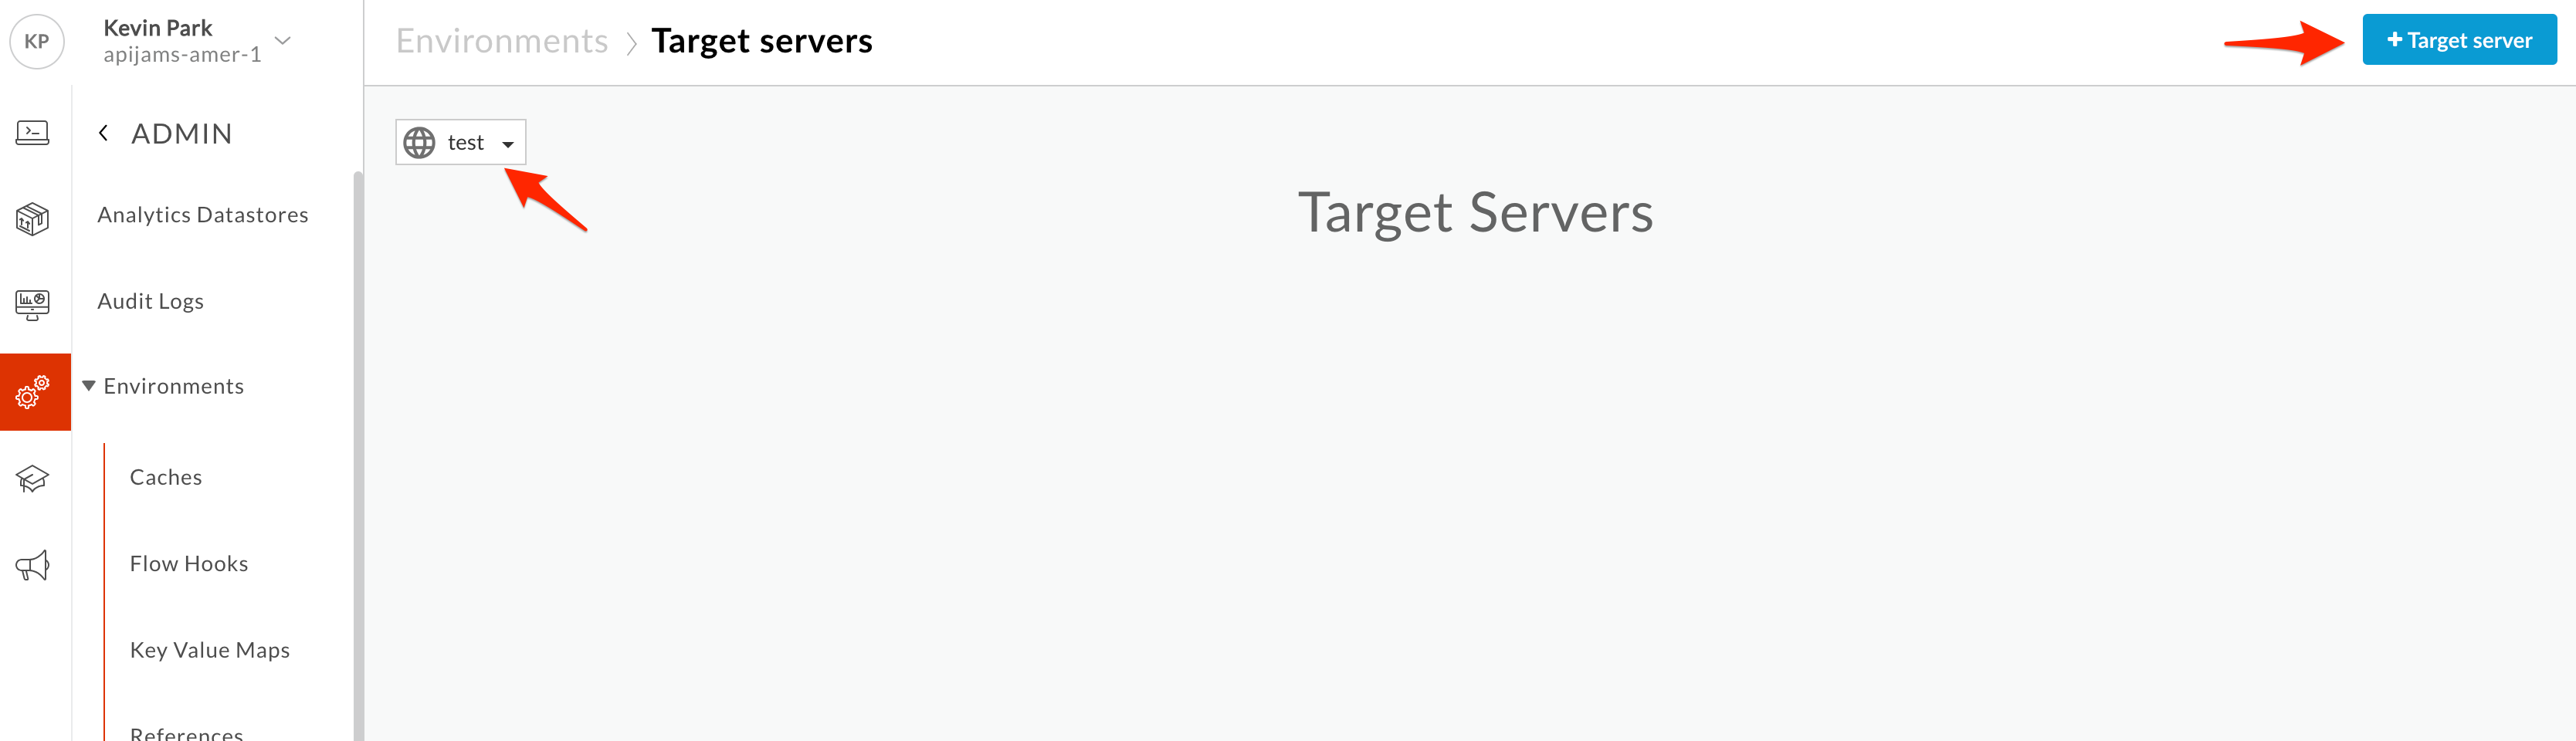 KP
Kevin Park
apijams-amer-1
ADMIN
Analytics Datastores
Audit Logs
Environments
Caches
Flow Hooks
Key Value Maps
References
Environments > Target servers
+ Target server
test
Target Servers